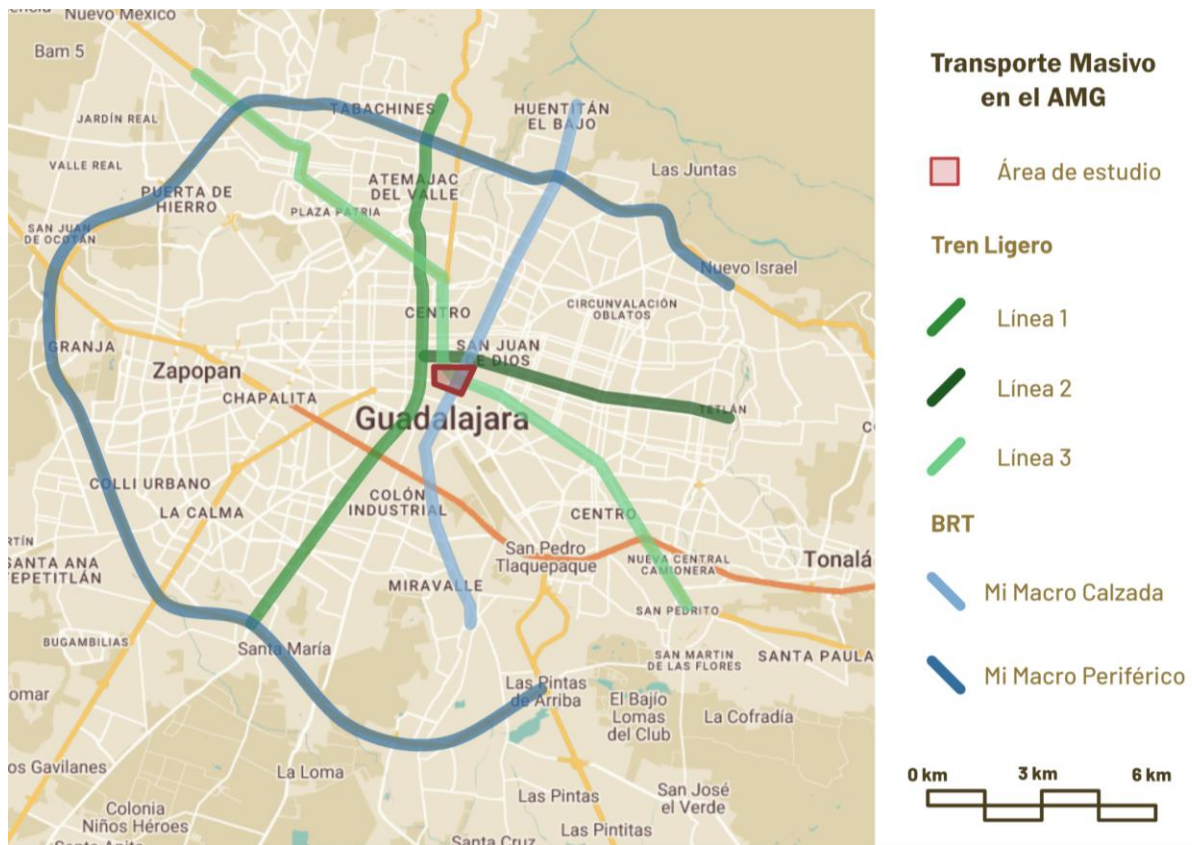 Nuevo México
Bam 5
TABACHINES
HUENTITÁN
EL BAJO
JARDÍN REAL
VALLE REAL
Las Juntas
ATEMAJAC
DEL VALLE
PUERTA DE
HIERRO
PLAZA PATRIA
SAN JUAN
DE OCOTÁN
Nuevo Israel
CIRCUNVALACIÓN
OBLATOS
CENTRO
GRANJA
SAN JUAN
DE DIOS
Zapopan
CHAPALITA
Guadalajara
TETLÁN
COLLI URBANO
LA CALMA
COLÓN
INDUSTRIAL
CENTRO
San Pedro
Tlaquepaque
NUEVA CENTRAL
CAMIONERA
Tonalá
SANTA ANA
TEPETITLÁN
MIRAVALLE
SAN PEDRITO
BUGAMBILIAS
Santa María
SAN MARTIN
DE LAS FLORES
SANTA PAULA
Las Pintas
de Arriba
El Bajío
Lomas
del Club
La Cofradía
os Gavilanes
La Loma
Colonia
Niños Héroes
Las Pintas
San José
el Verde
Las Pintitas
Santa Cruz
Transporte Masivo
en el AMG
Área de estudio
Tren Ligero
Línea 1
Línea 2
Línea 3
BRT
Mi Macro Calzada
Mi Macro Periférico
0 km 3 km 6 km